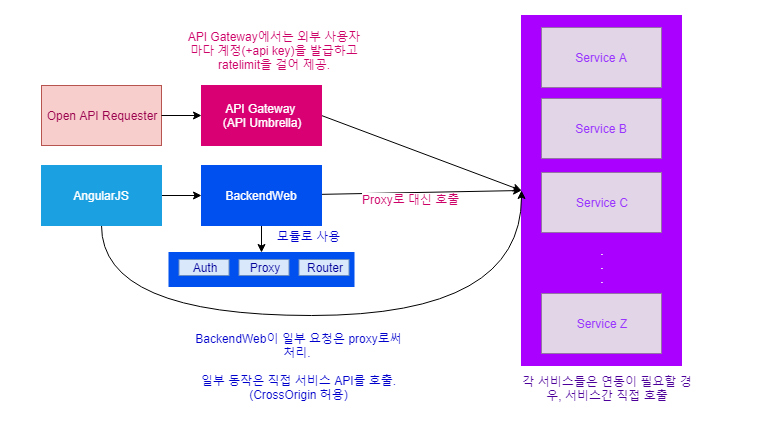 API Gateway에서는 외부 사용자
마다 계정(+api key)을 발급하고
ratelimit을 걸어 제공.
Open API Requester
API Gateway
(API Umbrella)
AngularJS
BackendWeb
Proxy로 대신 호출
모듈로 사용
Auth
Proxy
Router
BackendWeb이 일부 요청은 proxy로써
처리.
일부 동작은 직접 서비스 API를 호출.
(CrossOrigin 허용)
Service A
Service B
Service C
.
.
.
Service Z
각 서비스들은 연동이 필요할 경
우, 서비스간 직접 호출